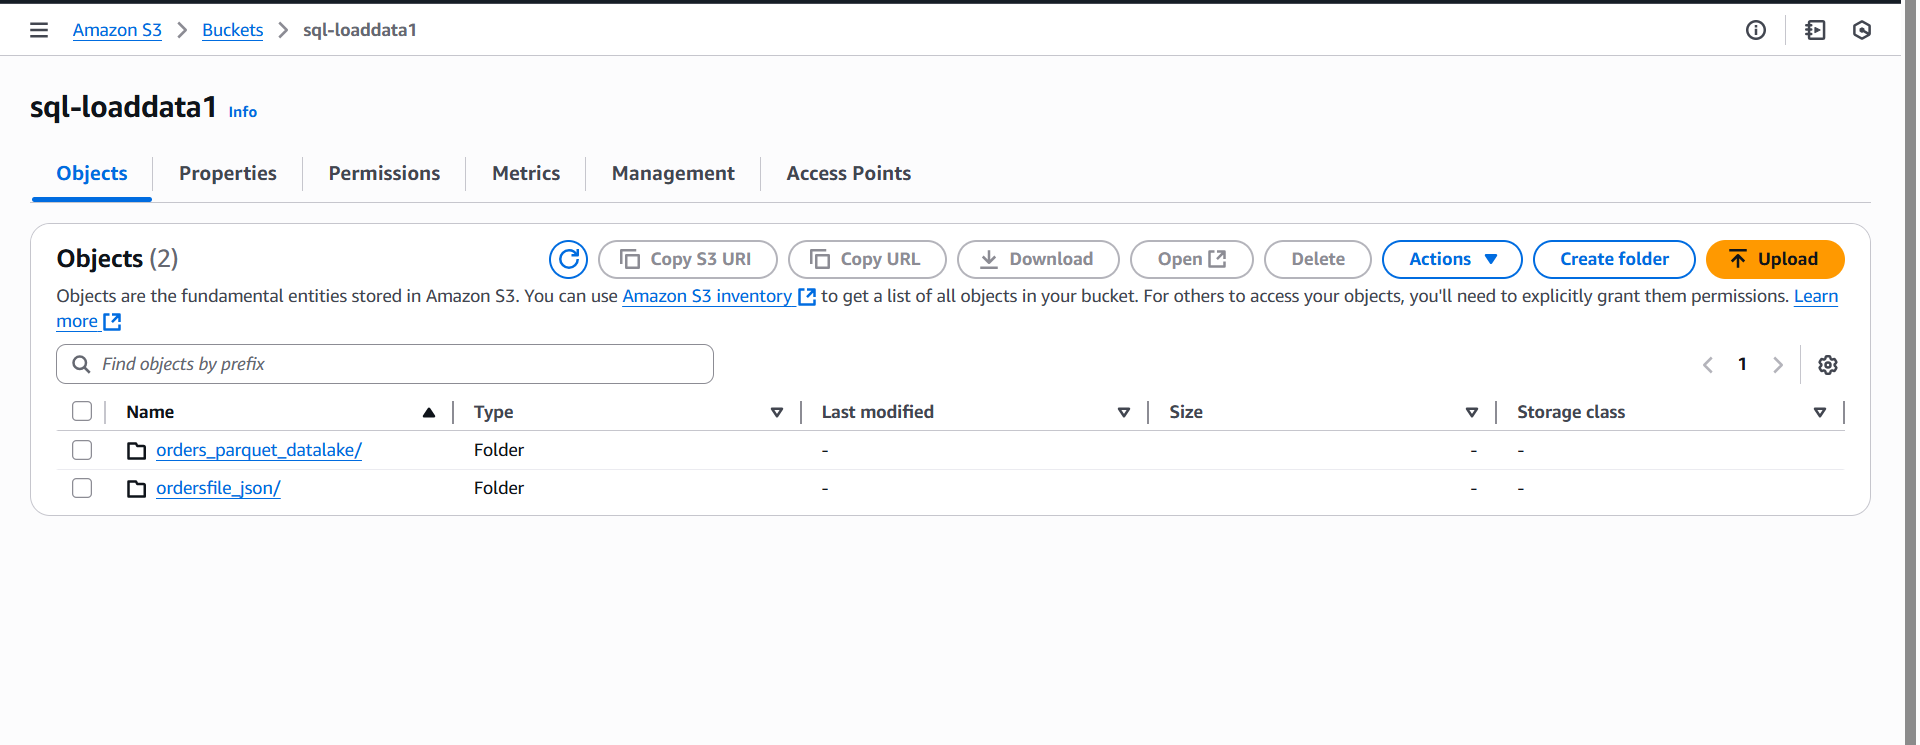 Amazon S3 > Buckets > sql-loaddata1
sql-loaddata1 Info
Objects Properties Permissions Metrics Management Access Points
Objects (2) Copy S3 URI Copy URL Download Open Delete Actions Create folder Upload
Objects are the fundamental entities stored in Amazon S3. You can use Amazon S3 inventory to get a list of all objects in your bucket. For others to access your objects, you'll need to explicitly grant them permissions. Learn
more
Find objects by prefix 1
Name Type Last modified Size Storage class
orders_parquet_datalake/ Folder - - -
ordersfile_json/ Folder - - -